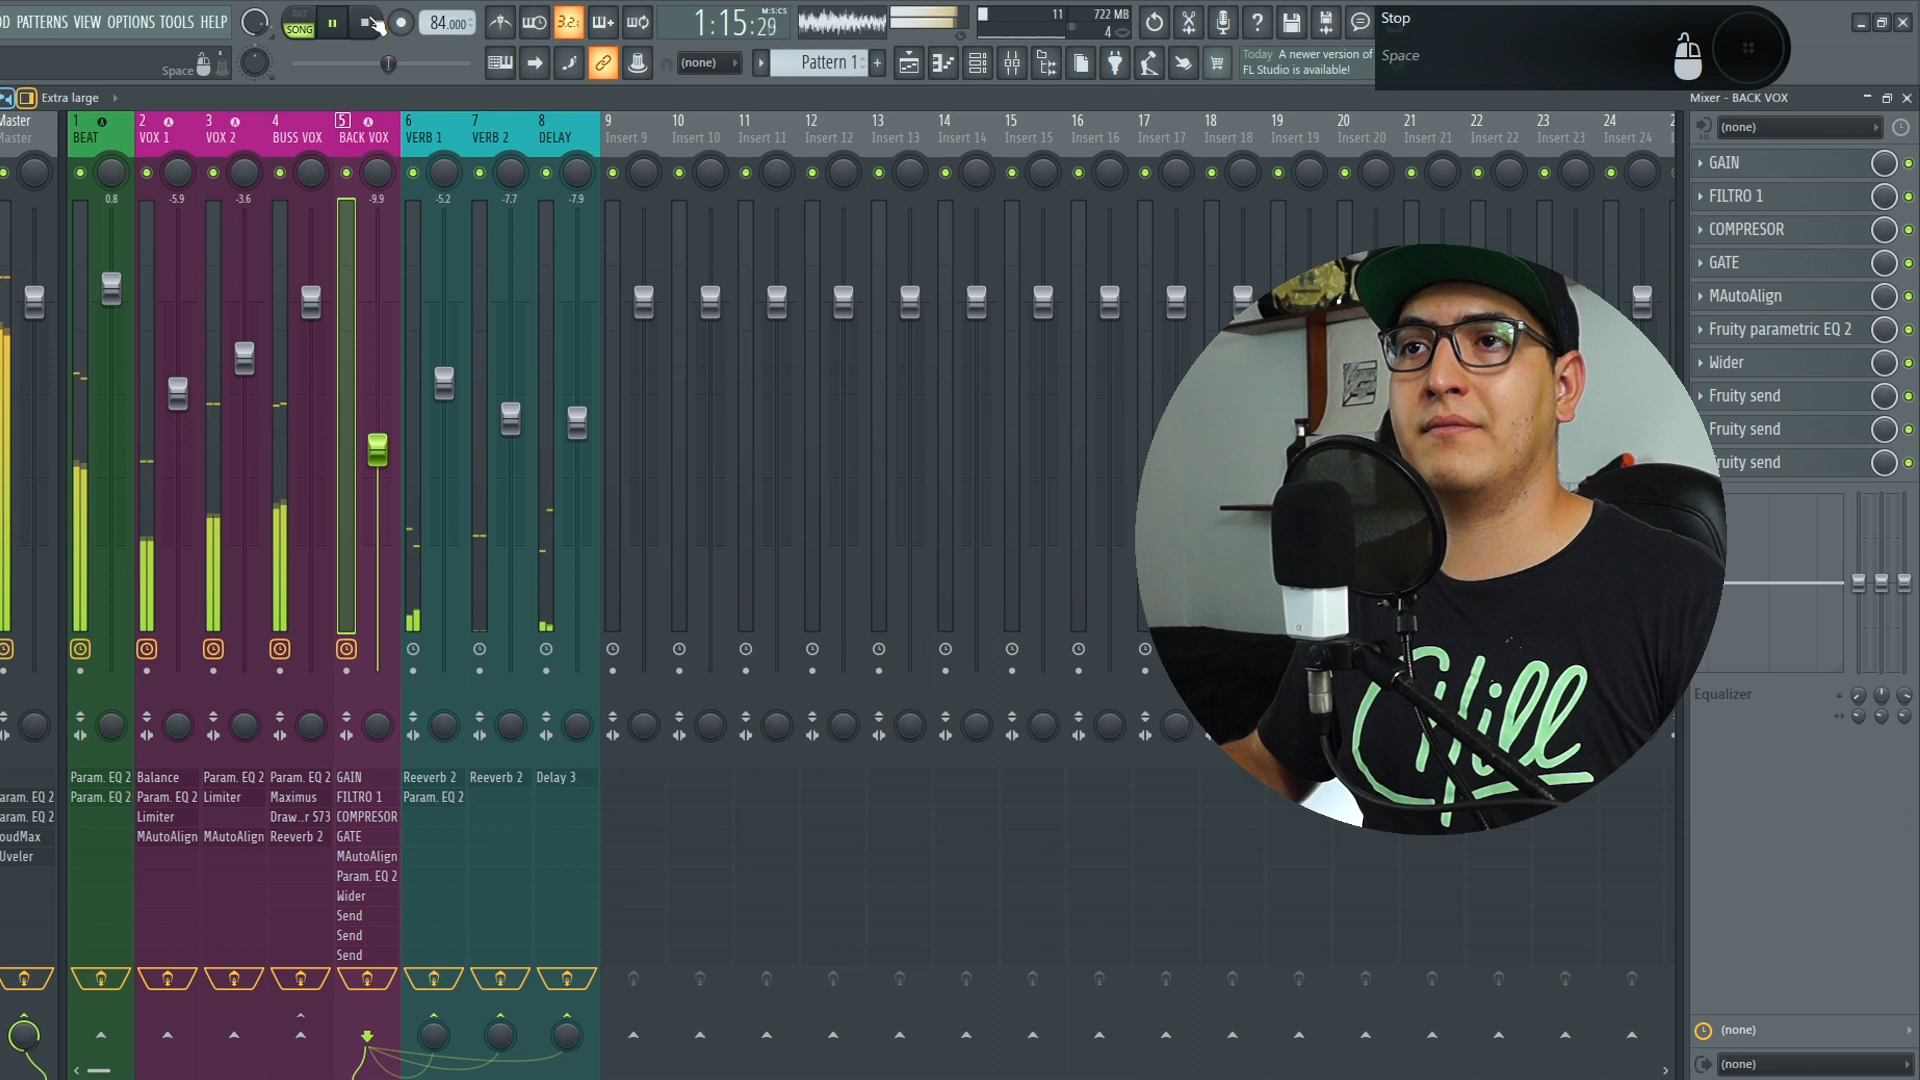 PATTERNS VIEW OPTIONS TOOLS HELP
PAT
SONG
84.000
3.2:
1:15:29
M:S:CS
11
722 MB
4
Stop
Space
Space
(none)
Pattern 1
Today A newer version of
FL Studio is available!
Extra large
Mixer - BACK VOX
Master
Master
1
BEAT
2
VOX 1
3
VOX 2
4
BUSS VOX
5
BACK VOX
6
VERB 1
7
VERB 2
8
DELAY
9
Insert 9
10
Insert 10
11
Insert 11
12
Insert 12
13
Insert 13
14
Insert 14
15
Insert 15
16
Insert 16
17
Insert 17
18
Insert 18
19
Insert 19
20
Insert 20
21
Insert 21
22
Insert 22
23
Insert 23
24
Insert 24
0.8
-5.9
-3.6
-9.9
-5.2
-7.7
-7.9
(none)
GAIN
FILTRO 1
COMPRESOR
GATE
MAutoAlign
Fruity parametric EQ 2
Wider
Fruity send
Fruity send
Fruity send
Equalizer
Chill
Param. EQ 2
Param. EQ 2
Balance
Param. EQ 2
Limiter
MAutoAlign
Param. EQ 2
Limiter
MAutoAlign
Param. EQ 2
Maximus
Draw..r S73
Reeverb 2
GAIN
FILTRO 1
COMPRESOR
GATE
MAutoAlign
Param. EQ 2
Wider
Send
Send
Send
Reeverb 2
Param. EQ 2
Reeverb 2
Delay 3
(none)
(none)